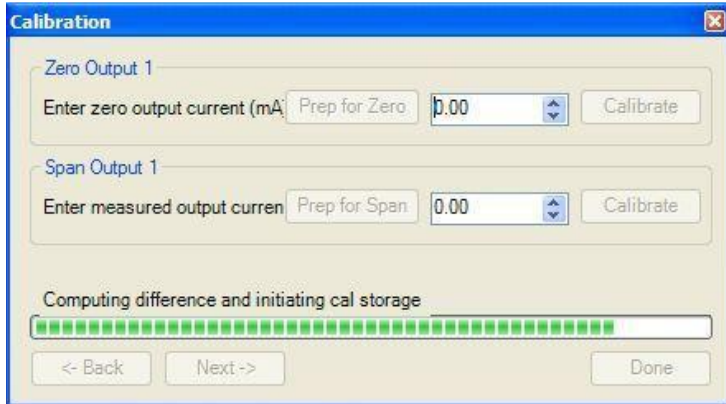 Calibration
Zero Output 1
Enter zero output current (mA) Prep for Zero 0.00 Calibrate
Span Output 1
Enter measured output curren Prep for Span 0.00 Calibrate
Computing difference and initiating cal storage
<- Back Next -> Done